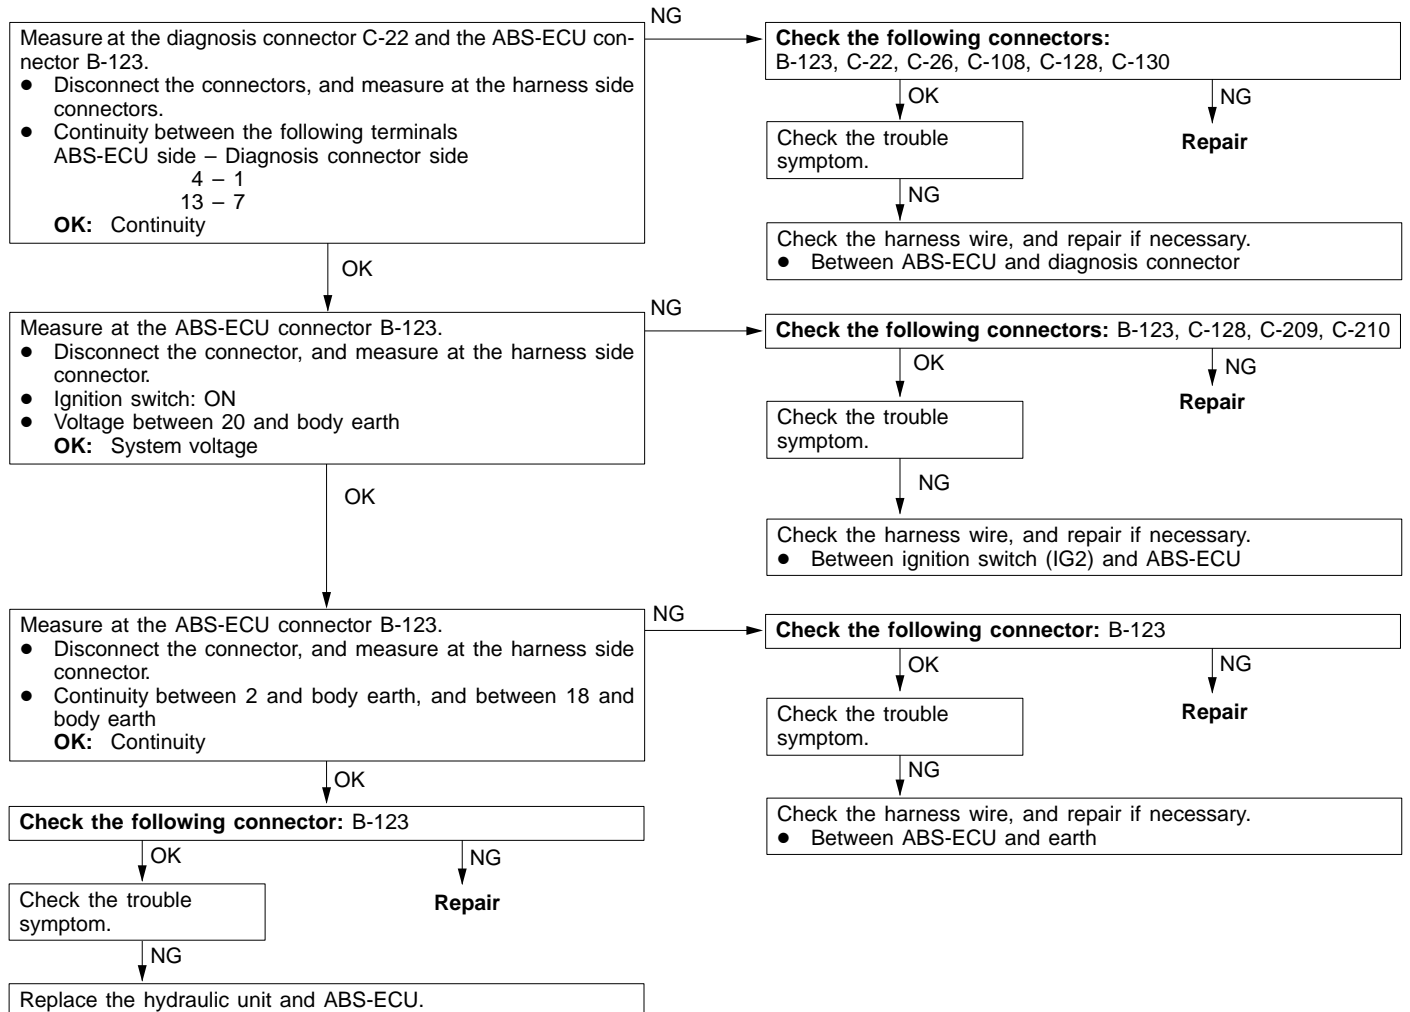 NG
Measure at the diagnosis connector C-22 and the ABS-ECU con-
nector B-123.
● Disconnect the connectors, and measure at the harness side
connectors.
● Continuity between the following terminals
ABS-ECU side – Diagnosis connector side
4 – 1
13 – 7
OK: Continuity
Check the following connectors:
B-123, C-22, C-26, C-108, C-128, C-130
OK
NG
Check the trouble
symptom.
Repair
NG
Check the harness wire, and repair if necessary.
● Between ABS-ECU and diagnosis connector
OK
NG
Measure at the ABS-ECU connector B-123.
● Disconnect the connector, and measure at the harness side
connector.
● Ignition switch: ON
● Voltage between 20 and body earth
OK: System voltage
Check the following connectors: B-123, C-128, C-209, C-210
OK
NG
Check the trouble
symptom.
Repair
NG
Check the harness wire, and repair if necessary.
● Between ignition switch (IG2) and ABS-ECU
OK
NG
Measure at the ABS-ECU connector B-123.
● Disconnect the connector, and measure at the harness side
connector.
● Continuity between 2 and body earth, and between 18 and
body earth
OK: Continuity
Check the following connector: B-123
OK
NG
Check the trouble
symptom.
Repair
NG
Check the harness wire, and repair if necessary.
● Between ABS-ECU and earth
OK
Check the following connector: B-123
OK
NG
Check the trouble
symptom.
Repair
NG
Replace the hydraulic unit and ABS-ECU.